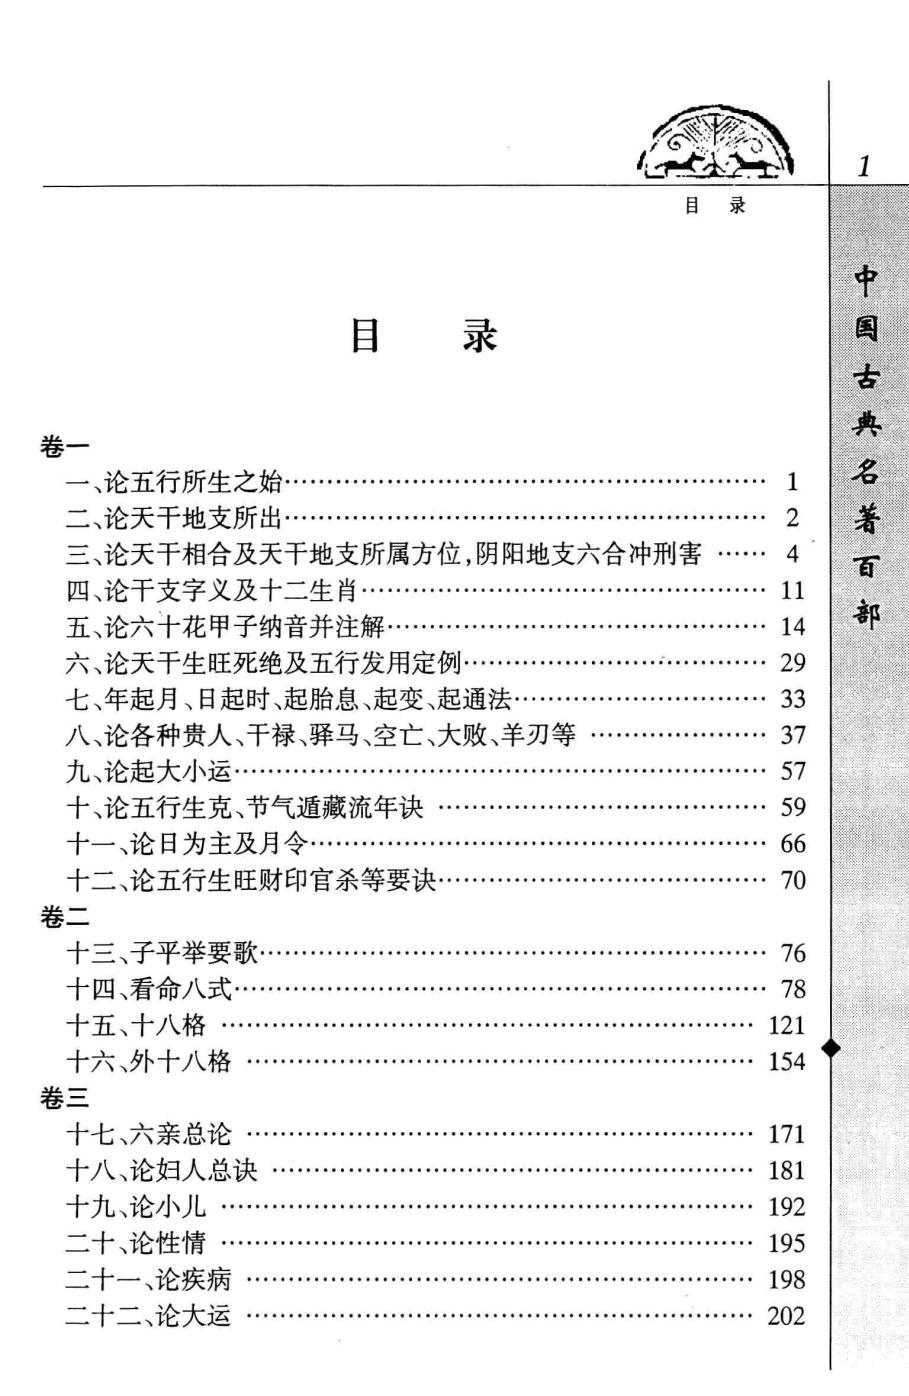 1
目 录
中国古典名著百部
目 录
卷一
一、论五行所生之始………………………………………………… 1
二、论天干地支所出………………………………………………… 2
三、论天干相合及天干地支所属方位,阴阳地支六合冲刑害 …… 4
四、论干支字义及十二生肖………………………………………… 11
五、论六十花甲子纳音并注解……………………………………… 14
六、论天干生旺死绝及五行发用定例……………………………… 29
七、年起月、日起时、起胎息、起变、起通法………………………… 33
八、论各种贵人、干禄、驿马、空亡、大败、羊刃等 ………………… 37
九、论起大小运……………………………………………………… 57
十、论五行生克、节气遁藏流年诀 ………………………………… 59
十一、论日为主及月令……………………………………………… 66
十二、论五行生旺财印官杀等要诀………………………………… 70
卷二
十三、子平举要歌…………………………………………………… 76
十四、看命八式……………………………………………………… 78
十五、十八格 ……………………………………………………… 121
十六、外十八格 …………………………………………………… 154
卷三
十七、六亲总论 …………………………………………………… 171
十八、论妇人总诀 ………………………………………………… 181
十九、论小儿 ……………………………………………………… 192
二十、论性情 ……………………………………………………… 195
二十一、论疾病 …………………………………………………… 198
二十二、论大运 …………………………………………………… 202